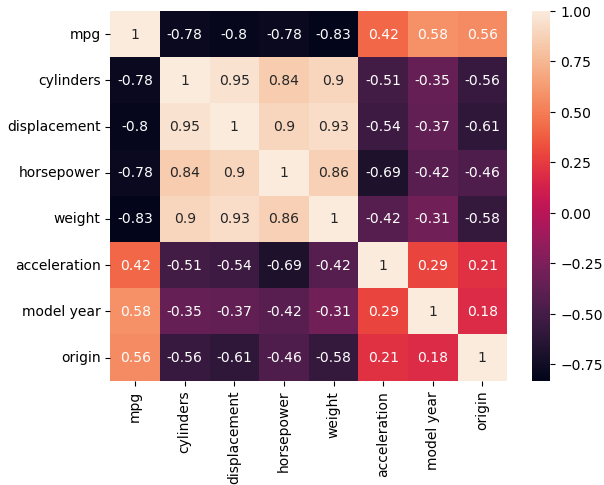 mpg 1 -0.78 -0.8 -0.78 -0.83 0.42 0.58 0.56
cylinders -0.78 1 0.95 0.84 0.9 -0.51 -0.35 -0.56
displacement -0.8 0.95 1 0.9 0.93 -0.54 -0.37 -0.61
horsepower -0.78 0.84 0.9 1 0.86 -0.69 -0.42 -0.46
weight -0.83 0.9 0.93 0.86 1 -0.42 -0.31 -0.58
acceleration 0.42 -0.51 -0.54 -0.69 -0.42 1 0.29 0.21
model year 0.58 -0.35 -0.37 -0.42 -0.31 0.29 1 0.18
origin 0.56 -0.56 -0.61 -0.46 -0.58 0.21 0.18 1
mpg
cylinders
displacement
horsepower
weight
acceleration
model year
origin
1.00
0.75
0.50
0.25
0.00
−0.25
−0.50
−0.75